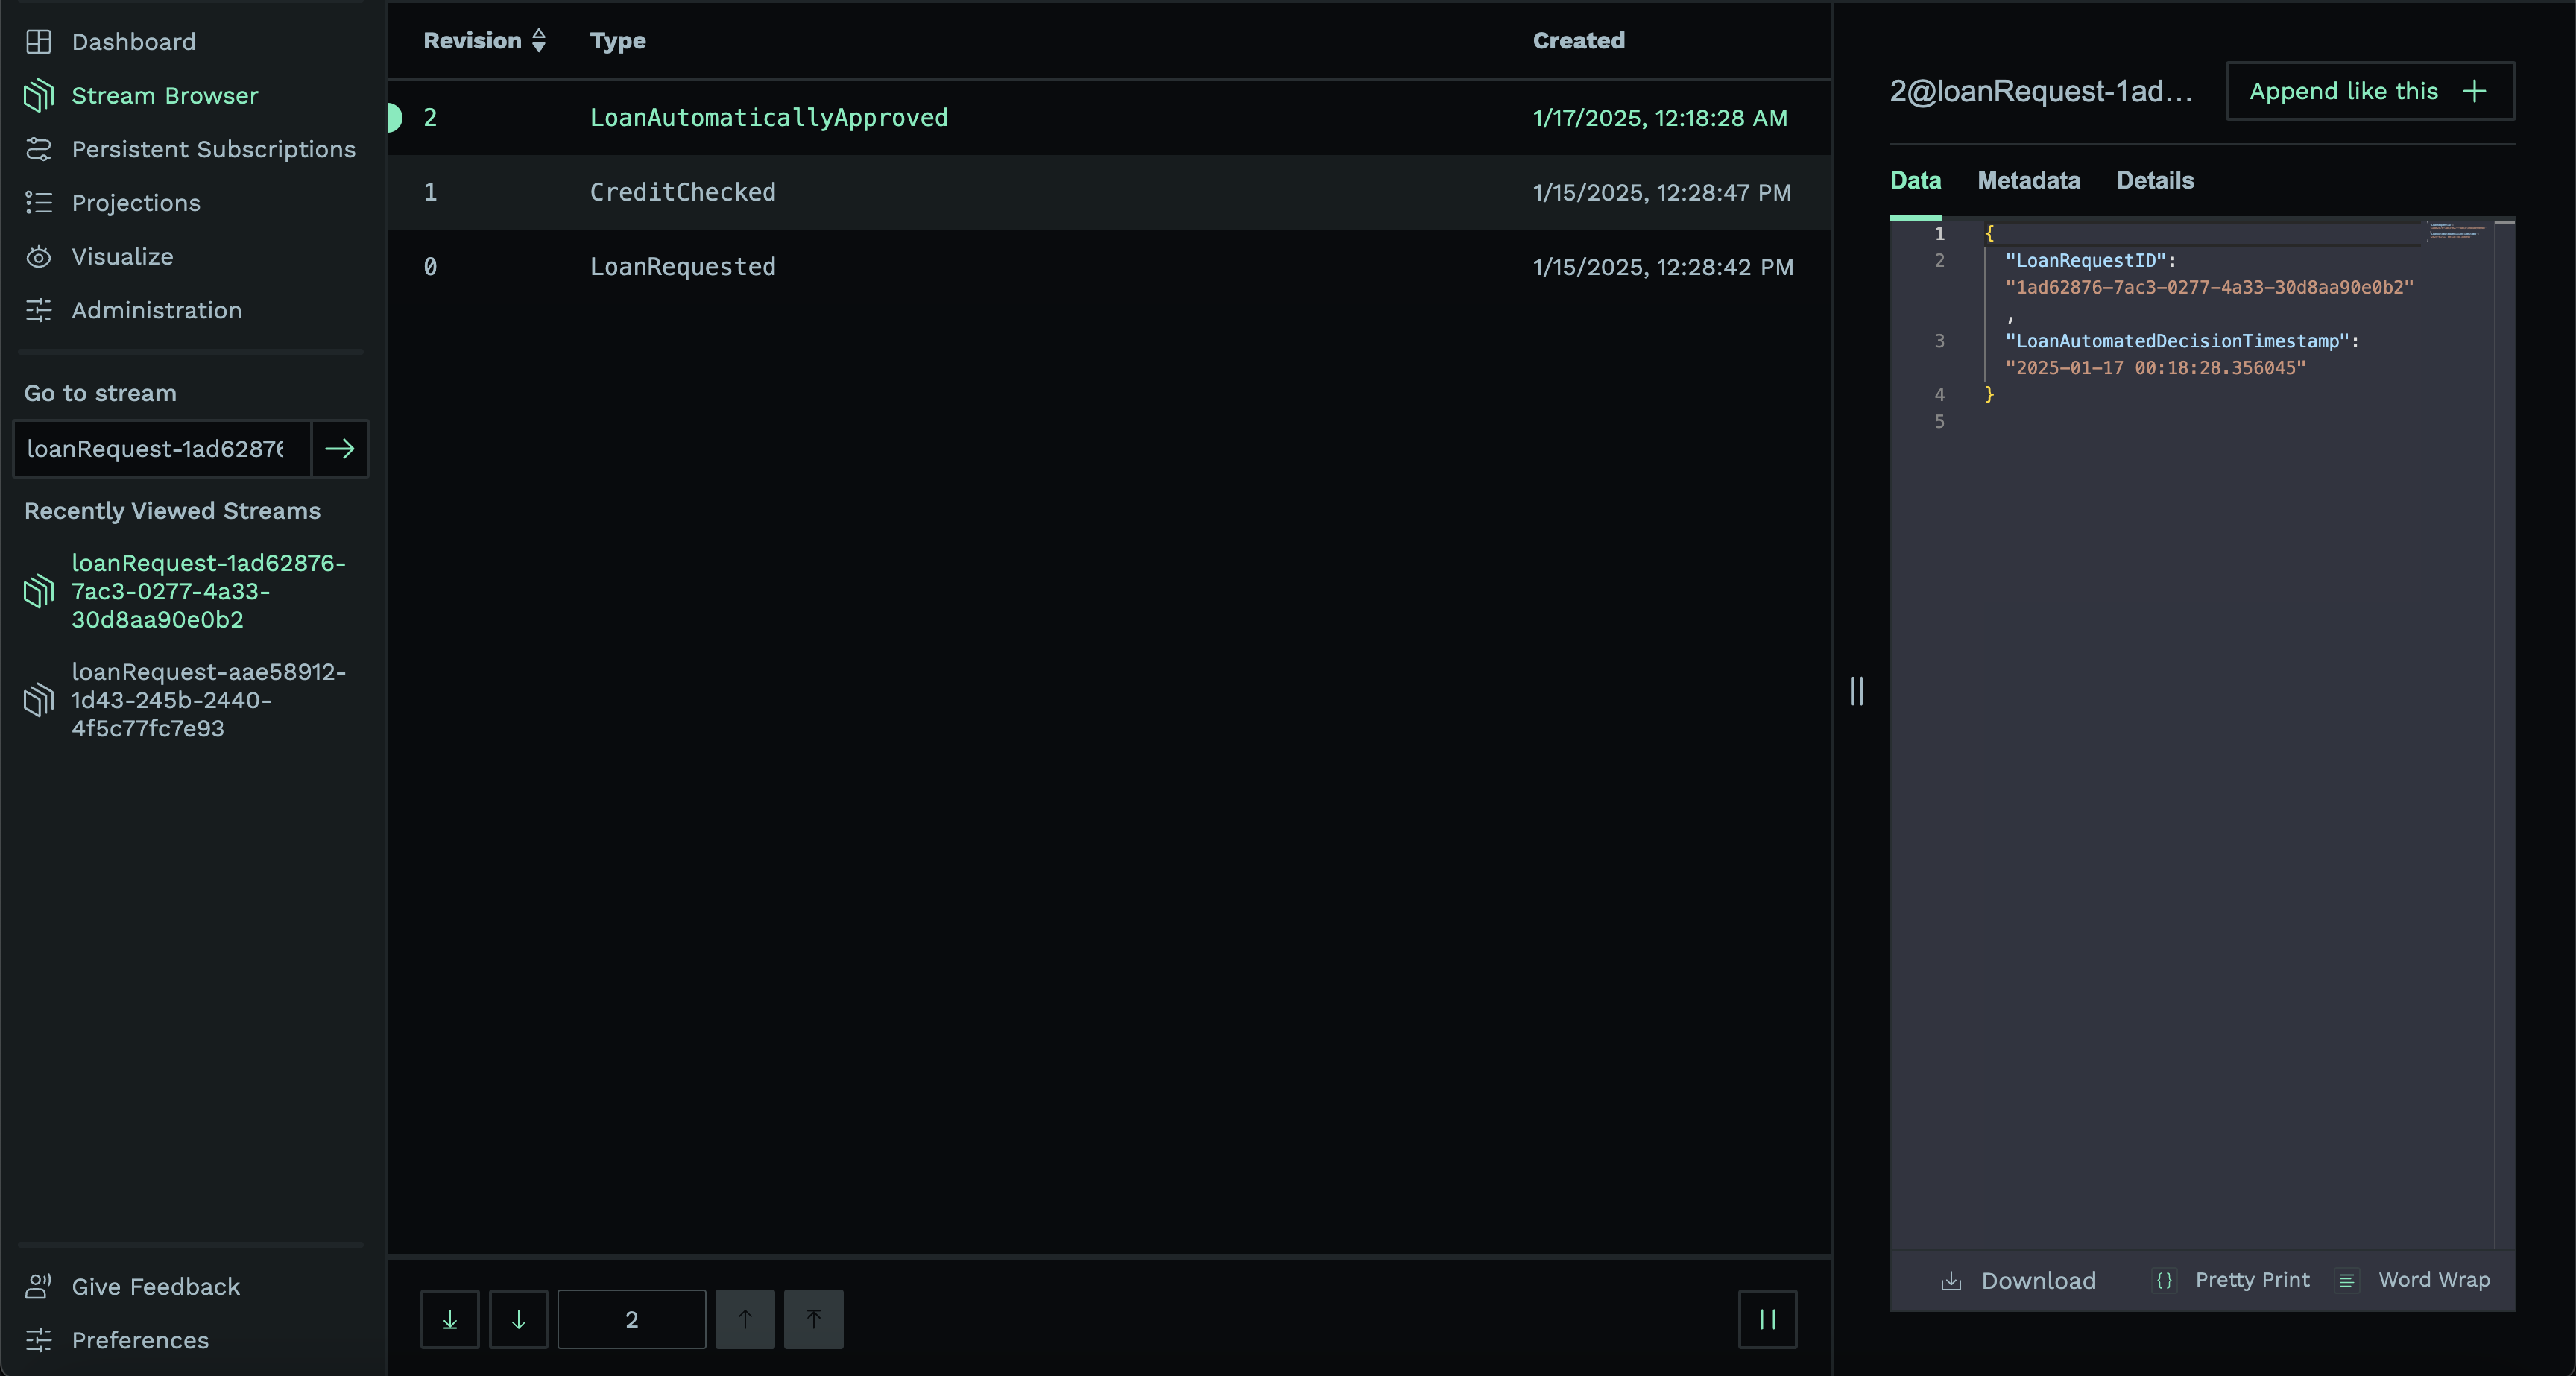 Dashboard
Stream Browser
Persistent Subscriptions
Projections
Visualize
Administration
Go to stream
loanRequest-1ad62876
Recently Viewed Streams
loanRequest-1ad62876-
7ac3-0277-4a33-
30d8aa90e0b2
loanRequest-aae58912-
1d43-245b-2440-
4f5c77fc7e93
Give Feedback
Preferences
Revision Type Created
2 LoanAutomaticallyApproved 1/17/2025, 12:18:28 AM
1 CreditChecked 1/15/2025, 12:28:47 PM
0 LoanRequested 1/15/2025, 12:28:42 PM
2
2@loanRequest-1ad... Append like this +
Data Metadata Details
1 {
2 "LoanRequestID":
"1ad62876-7ac3-0277-4a33-30d8aa90e0b2"
,
3 "LoanAutomatedDecisionTimestamp":
"2025-01-17 00:18:28.356045"
4 }
5
Download {} Pretty Print Word Wrap